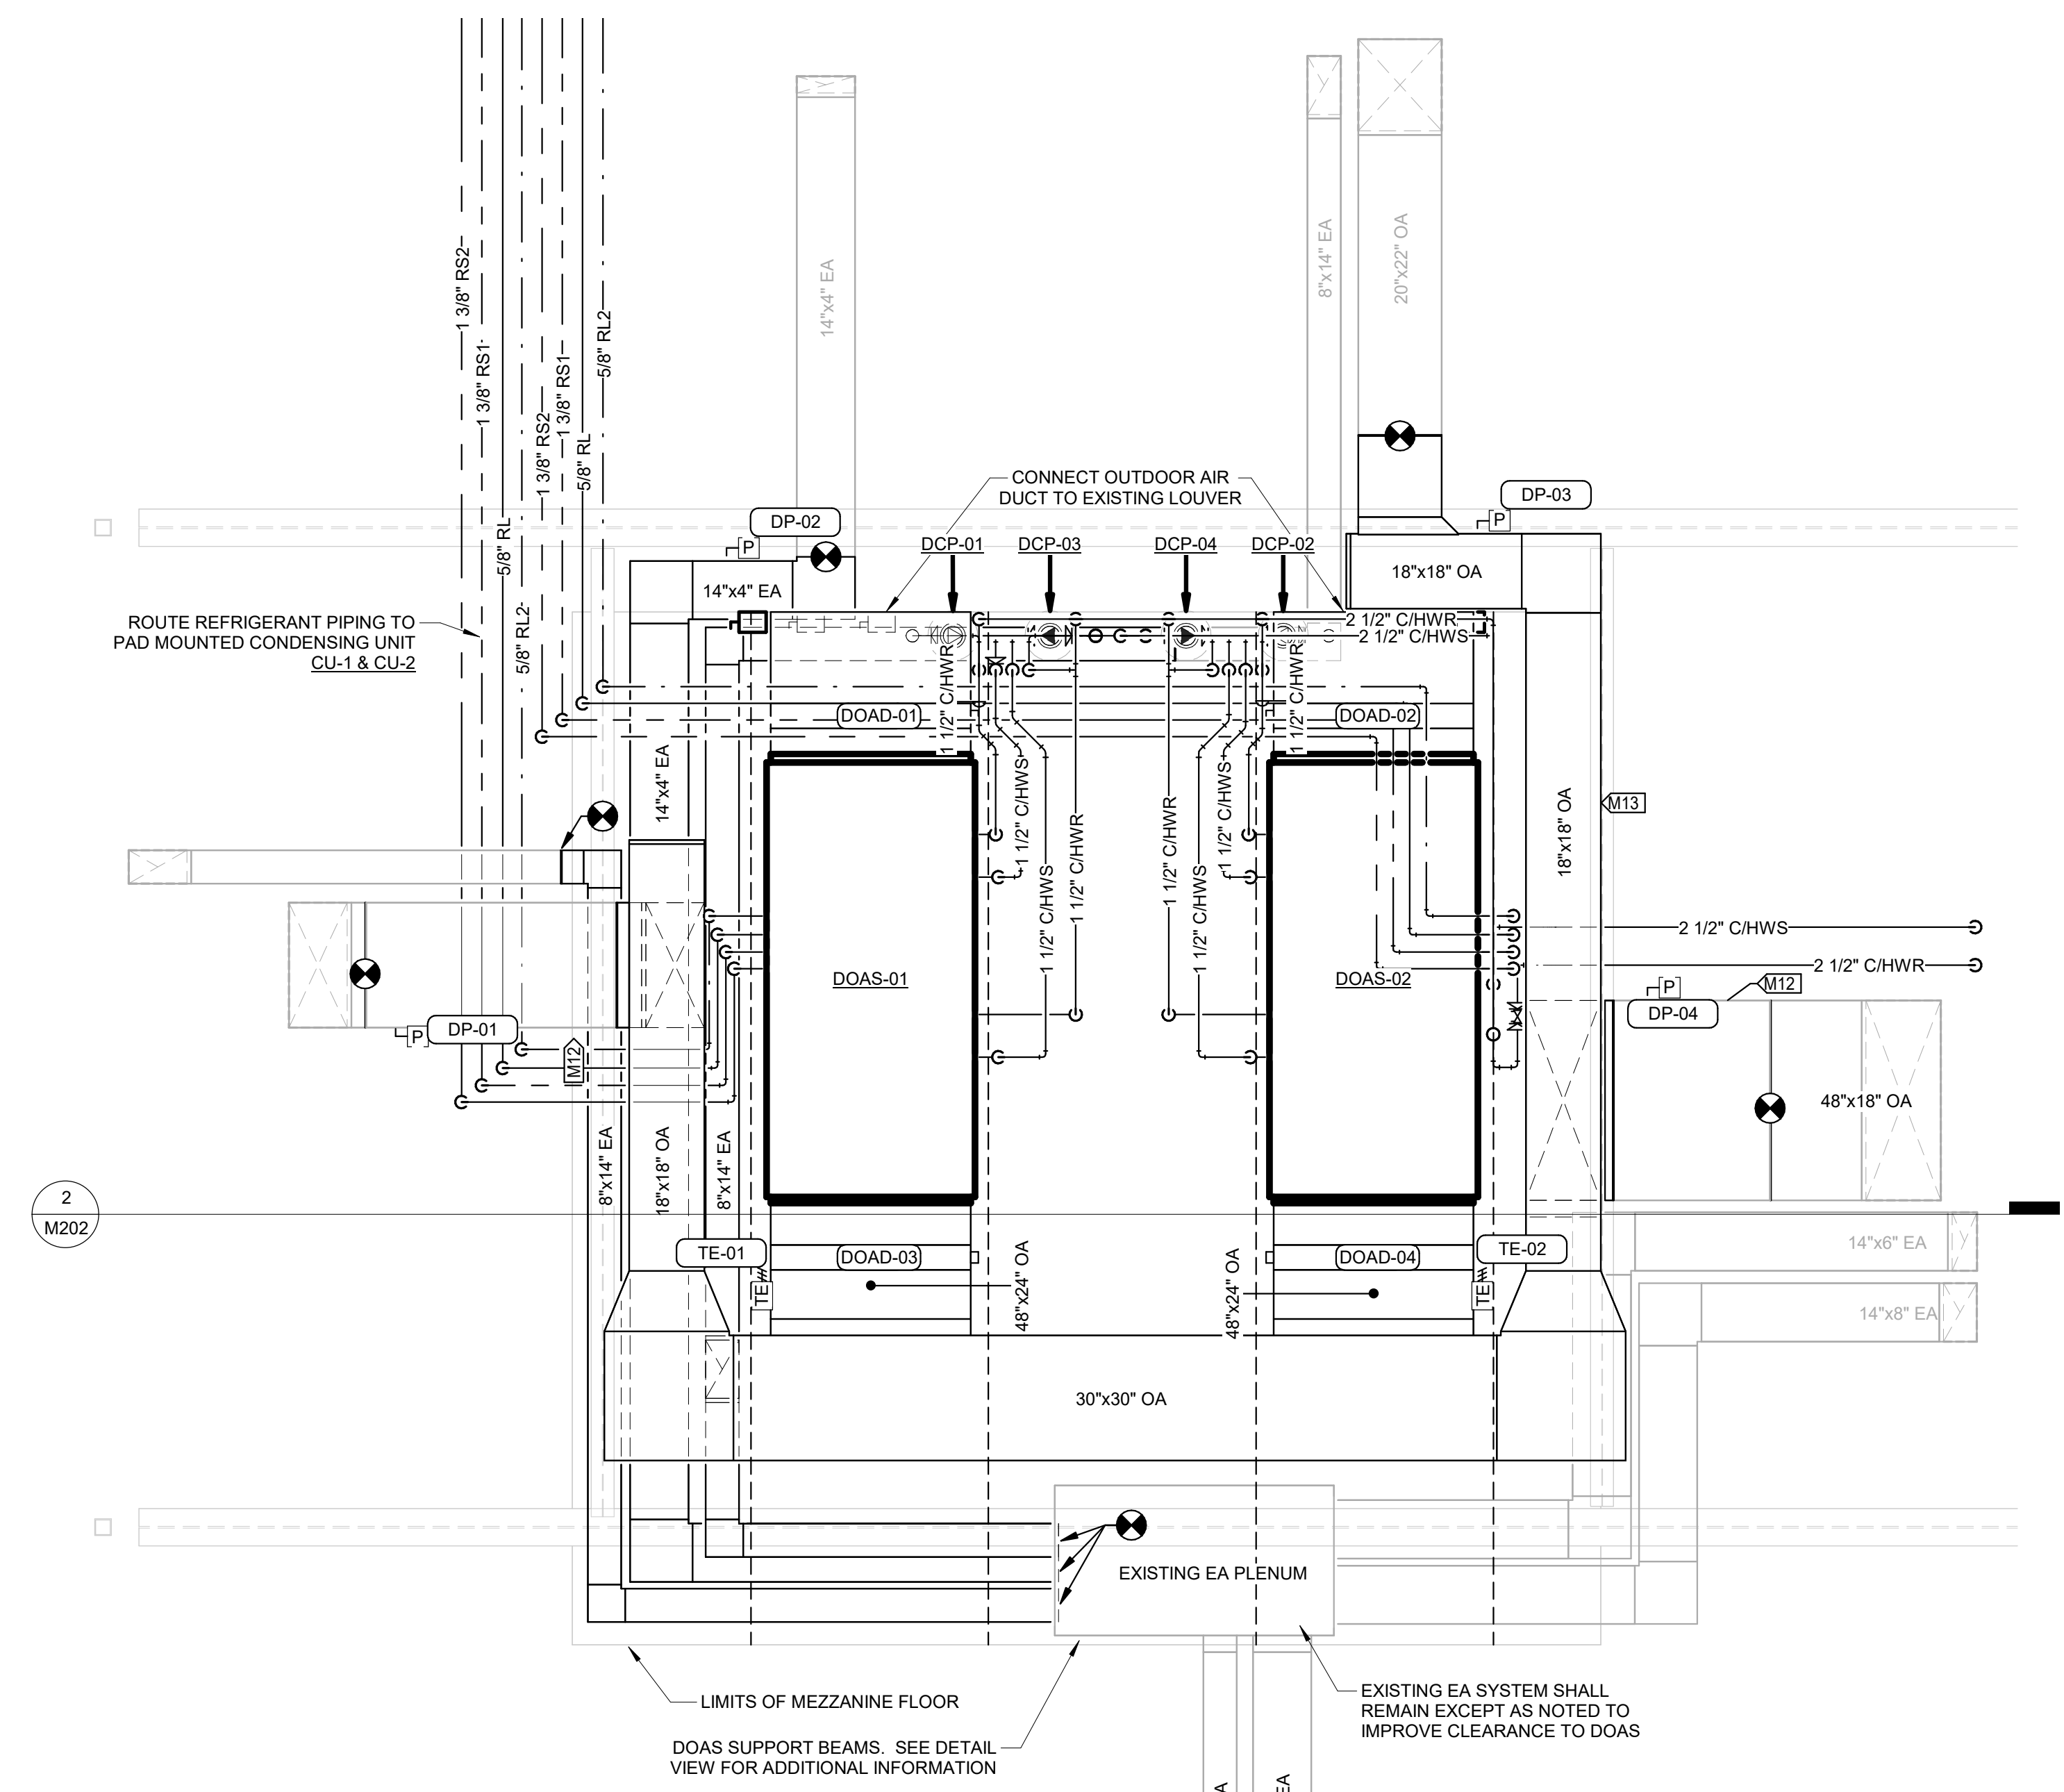 14"x4" EA
8"x14" EA
20"x22" OA
1 3/8" RS2
1 3/8" RS1
5/8" RL
5/8" RL2
1 3/8" RS2
1 3/8" RS1
5/8" RL
5/8" RL2
CONNECT OUTDOOR AIR
DUCT TO EXISTING LOUVER
DP-02
P
DP-03
P
DCP-01
DCP-03
DCP-04
DCP-02
14"x4" EA
18"x18" OA
ROUTE REFRIGERANT PIPING TO
PAD MOUNTED CONDENSING UNIT
CU-1 & CU-2
2 1/2" C/HWR
2 1/2" C/HWS
1 1/2" C/HWR
1 1/2" C/HWR
DOAD-01
DOAD-02
14"x4" EA
1 1/2" C/HWS
1 1/2" C/HWS
1 1/2" C/HWR
1 1/2" C/HWR
1 1/2" C/HWS
1 1/2" C/HWS
18"x18" OA
M13
2 1/2" C/HWS
2 1/2" C/HWR
DOAS-01
DOAS-02
P
M12
DP-04
P
DP-01
M12
48"x18" OA
8"x14" EA
18"x18" OA
8"x14" EA
2
M202
TE-01
DOAD-03
DOAD-04
TE-02
TE
TE
48"x24" OA
48"x24" OA
14"x6" EA
14"x8" EA
30"x30" OA
EXISTING EA PLENUM
LIMITS OF MEZZANINE FLOOR
EXISTING EA SYSTEM SHALL
REMAIN EXCEPT AS NOTED TO
IMPROVE CLEARANCE TO DOAS
DOAS SUPPORT BEAMS.  SEE DETAIL
VIEW FOR ADDITIONAL INFORMATION
A
EA